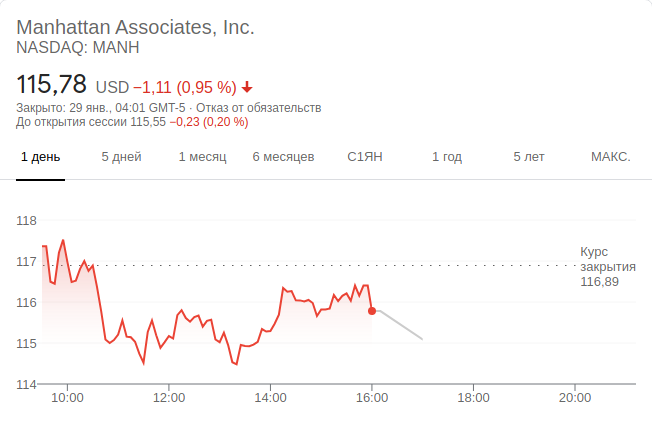 Manhattan Associates, Inc.
NASDAQ: MANH
115,78 USD −1,11 (0,95 %)
Закрыто: 29 янв., 04:01 GMT-5 · Отказ от обязательств
До открытия сессии 115,55 −0,23 (0,20 %)
1 день 5 дней 1 месяц 6 месяцев С1ЯН 1 год 5 лет МАКС.
118
117
116
115
114
Курс
закрытия
116,89
10:00 12:00 14:00 16:00 18:00 20:00